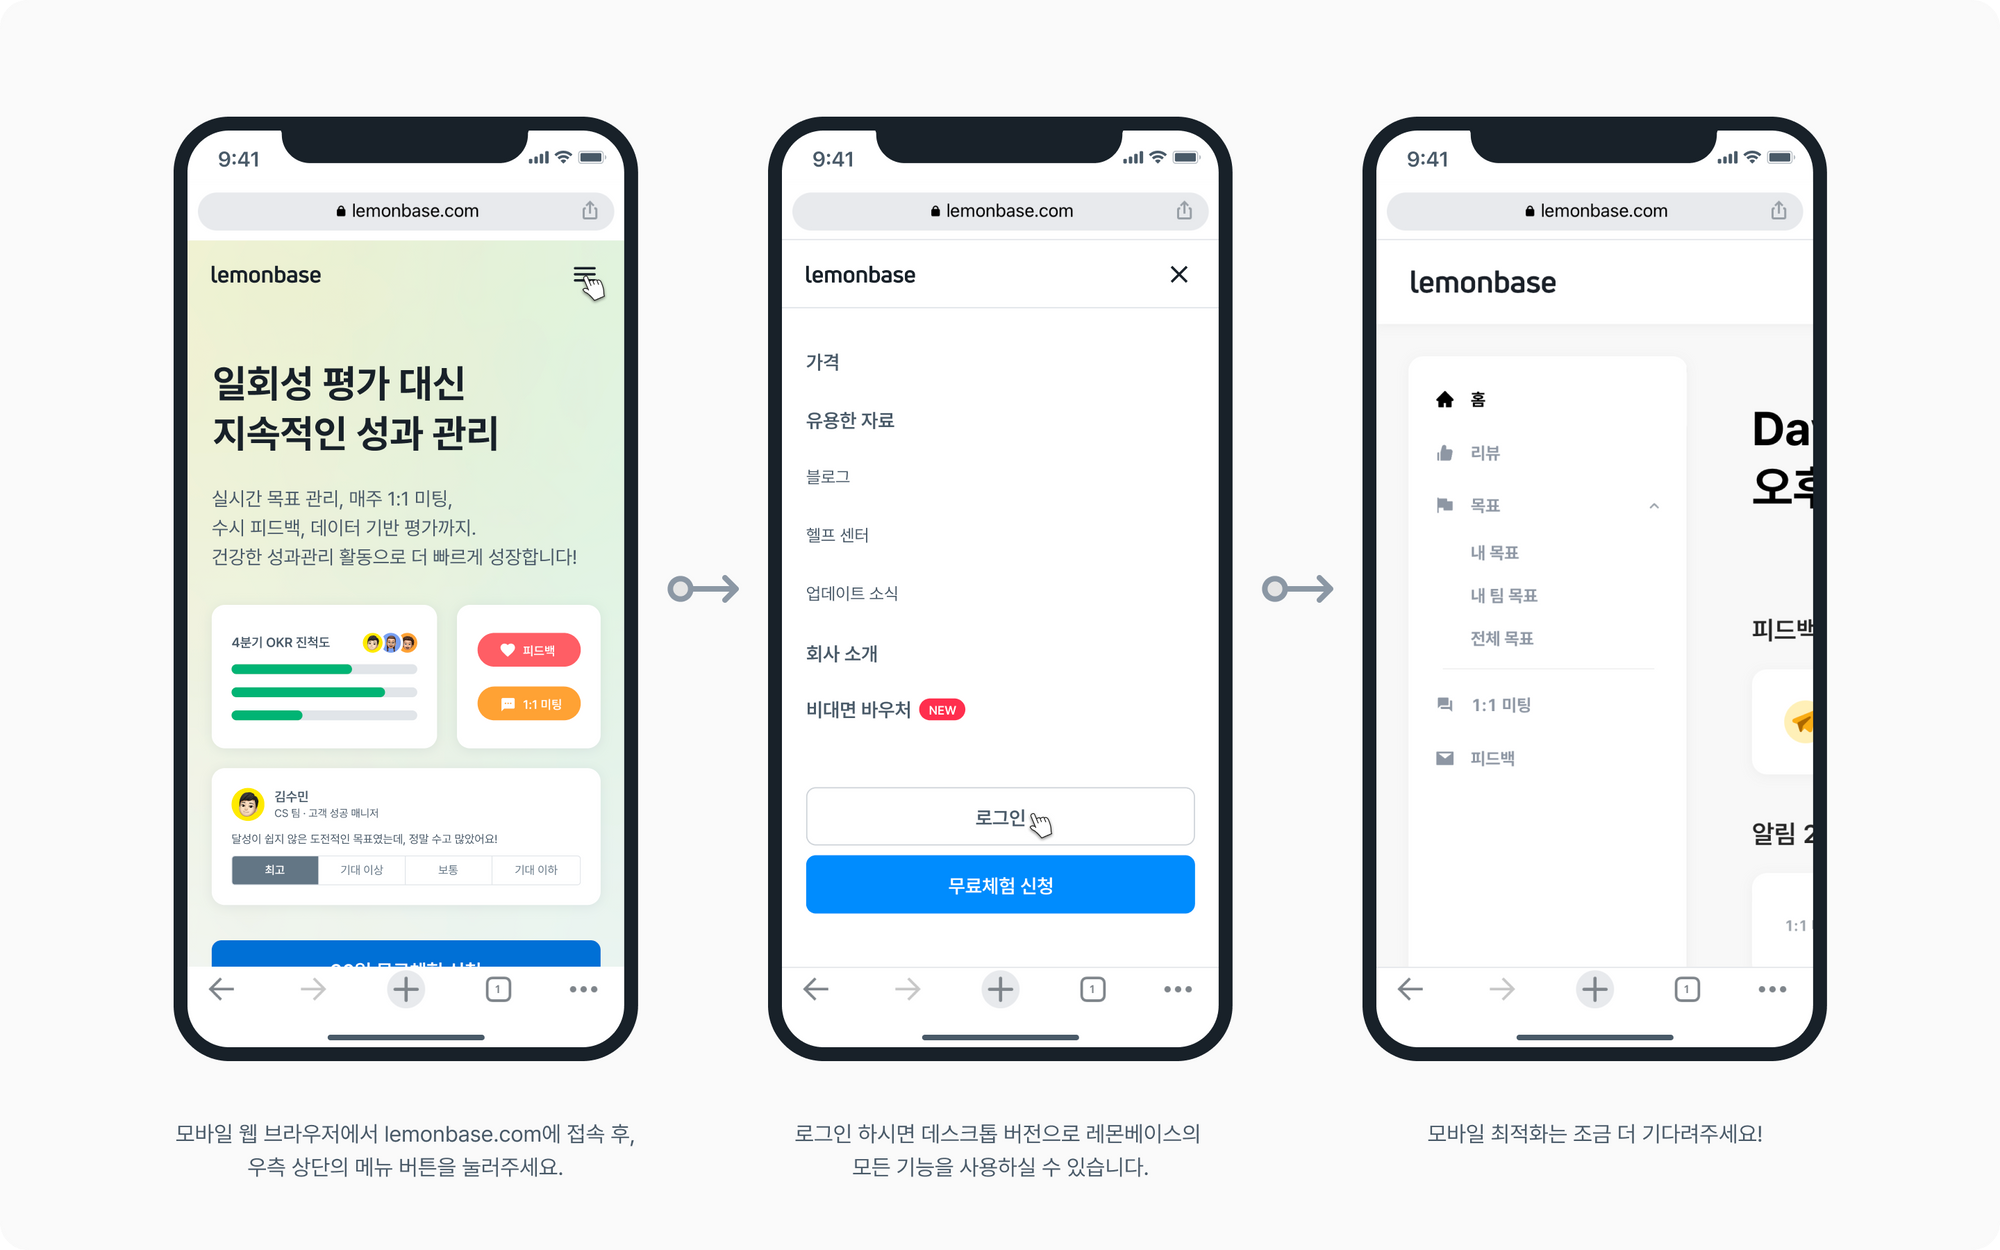 9:41
lemonbase.com
lemonbase
일회성 평가 대신
지속적인 성과 관리
실시간 목표 관리, 매주 1:1 미팅,
수시 피드백, 데이터 기반 평가까지.
건강한 성과관리 활동으로 더 빠르게 성장합니다!
4분기 OKR 진척도
피드백
1:1 미팅
김수민
CS 팀 · 고객 성공 매니저
달성이 쉽지 않은 도전적인 목표였는데, 정말 수고 많았어요!
최고 기대 이상 보통 기대 이하
1
모바일 웹 브라우저에서 lemonbase.com에 접속 후,
우측 상단의 메뉴 버튼을 눌러주세요.
9:41
lemonbase.com
lemonbase
가격
유용한 자료
블로그
헬프 센터
업데이트 소식
회사 소개
비대면 바우처 NEW
로그인
무료체험 신청
1
로그인 하시면 데스크톱 버전으로 레몬베이스의
모든 기능을 사용하실 수 있습니다.
9:41
lemonbase.com
lemonbase
홈
리뷰
목표
내 목표
내 팀 목표
전체 목표
1:1 미팅
피드백
오후
피드백
알림 2
1:1
1
모바일 최적화는 조금 더 기다려주세요!